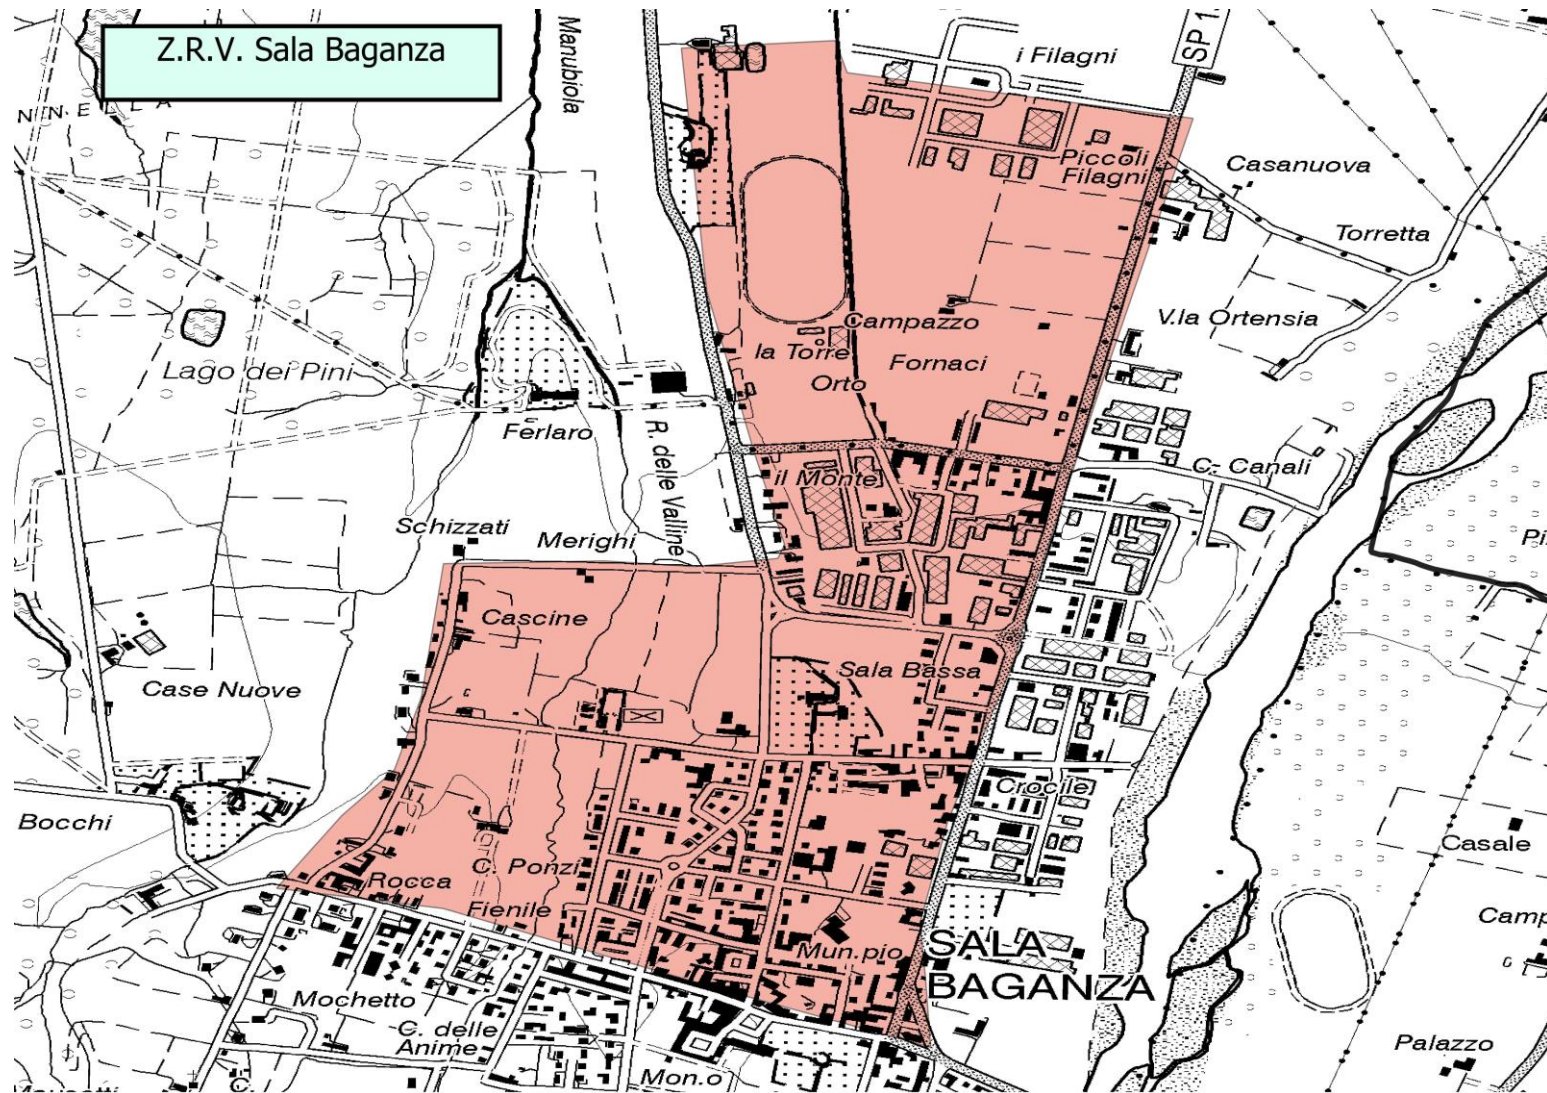 Z.R.V. Sala Baganza
Manubiola
i Filagni
SP 1
NNELLA
Piccoli
Filagni
Casanuova
Torretta
Campazzo
V.la Ortensia
la Torre
Fornaci
Lago dei Pini
Orto
Ferlaro
R. delle Valline
C. Canali
il Monte
Schizzati
Merighi
Cascine
Sala Bassa
Case Nuove
Crocile
Bocchi
Casale
C. Ponzi
Rocca
Fienile
Camp
Mun.pio
SALA
BAGANZA
Mochetto
C. delle
Anime
Palazzo
Mon.o
C.